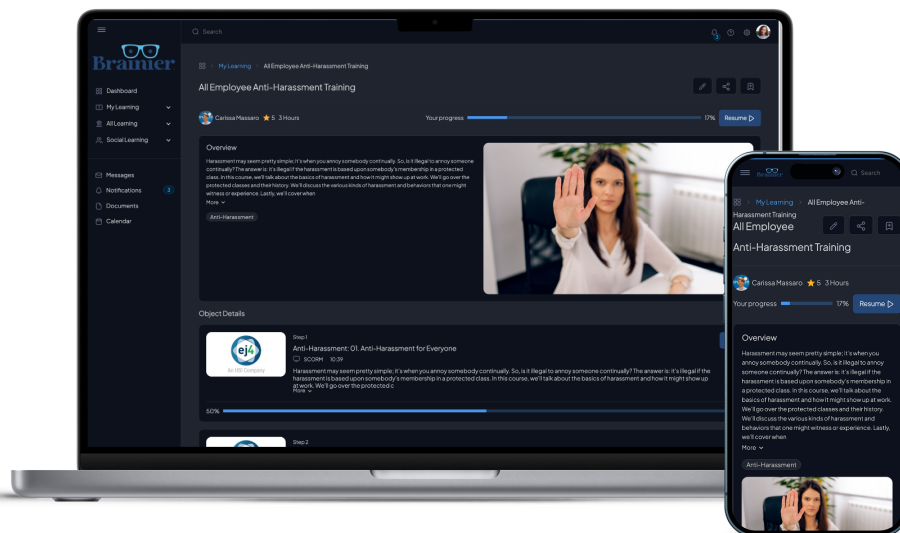 Search
3
Brainier
My Learning > All Employee Anti-Harassment Training
All Employee Anti-Harassment Training
Dashboard
My Learning
All Learning
Social Learning
Messages
Notifications 3
Documents
Calendar
Carissa Massaro 5 3 Hours
Your progress 17% Resume
Overview
Harassment may seem pretty simple; it's when you annoy somebody continually. So, is it illegal to annoy someone
continually? The answer is: it's illegal if the harassment is based upon somebody's membership in a protected
class. In this course, we'll talk about the basics of harassment and how it might show up at work. We'll go over the
protected classes and their history. We'll discuss the various kinds of harassment and behaviors that one might
witness or experience. Lastly, we'll cover when
More
Anti-Harassment
Object Details
ej4
An HSI Company
Step 1
Anti-Harassment: 01. Anti-Harassment for Everyone
SCORM 10:39
Harassment may seem pretty simple; it's when you annoy somebody continually. So, is it illegal to annoy someone continually? The answer is: it's illegal if the
harassment is based upon somebody's membership in a protected class. In this course, we'll talk about the basics of harassment and how it might show up
at work. We'll go over the protected c
More
50%
Step 2
Brainier
Search
My Learning > All Employee Anti-
Harassment Training
All Employee
Anti-Harassment Training
Carissa Massaro 5 3 Hours
Your progress 17% Resume
Overview
Harassment may seem pretty simple; it's when you
annoy somebody continually. So, is it illegal to annoy
someone continually? The answer is: it's illegal if the
harassment is based upon somebody's membership in
a protected class. In this course, we'll talk about the
basics of harassment and how it might show up at work.
We'll go over the protected classes and their history.
We'll discuss the various kinds of harassment and
behaviors that one might witness or experience. Lastly,
we'll cover when
More
Anti-Harassment